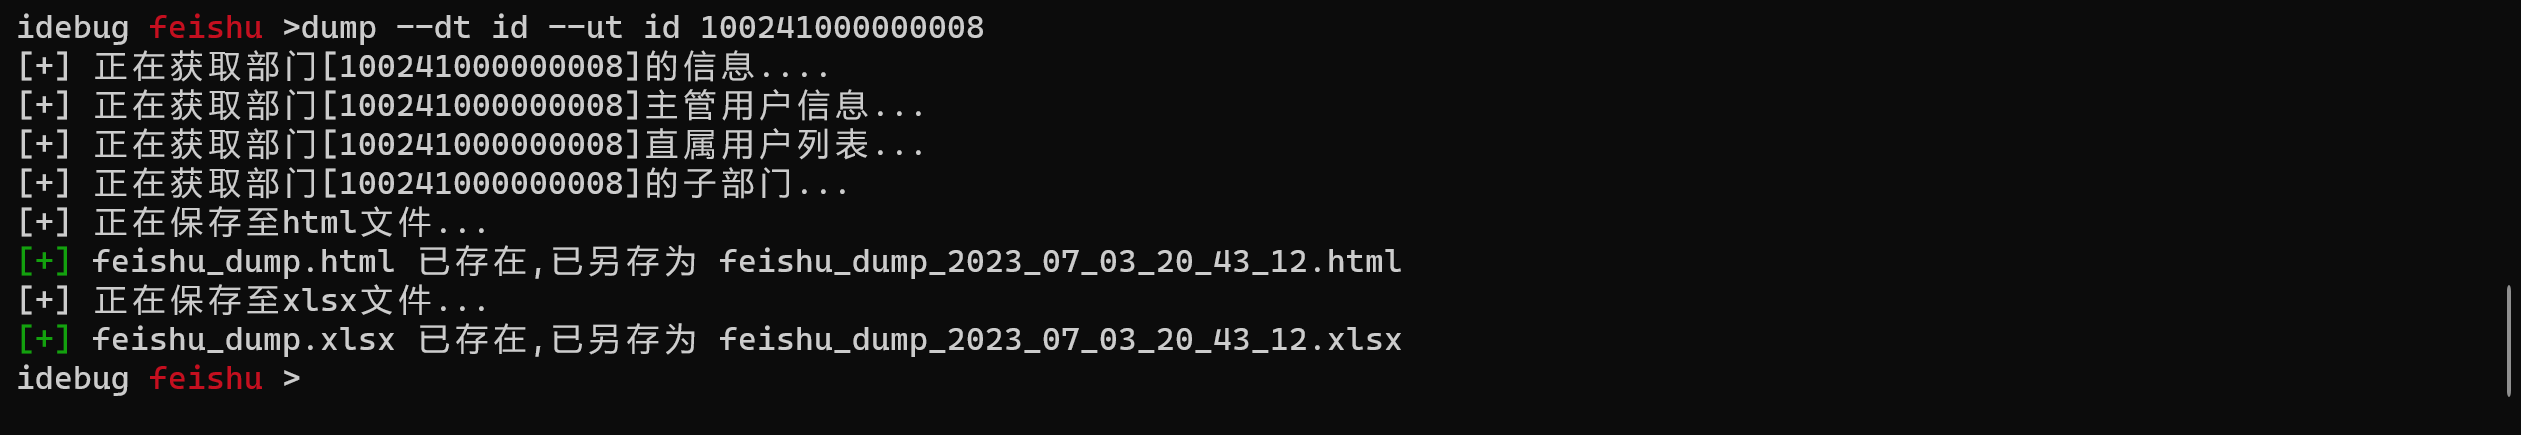 idebug feishu >dump --dt id --ut id 100241000000008
[+] 正在获取部门[100241000000008]的信息....
[+] 正在获取部门[100241000000008]主管用户信息...
[+] 正在获取部门[100241000000008]直属用户列表...
[+] 正在获取部门[100241000000008]的子部门...
[+] 正在保存至html文件...
[+] feishu_dump.html 已存在,已另存为 feishu_dump_2023_07_03_20_43_12.html
[+] 正在保存至xlsx文件...
[+] feishu_dump.xlsx 已存在,已另存为 feishu_dump_2023_07_03_20_43_12.xlsx
idebug feishu >